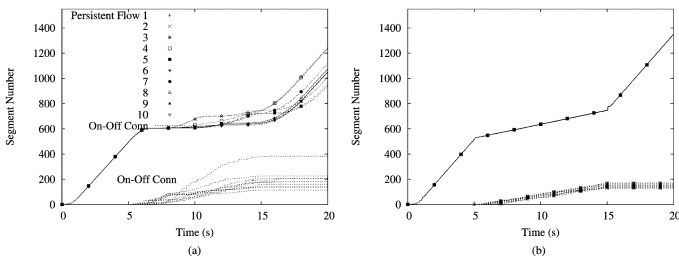 Persistent Flow 1
2
3
4
5
6
7
8
9
10
On-Off Conn
On-Off Conn
1400
1200
1000
800
600
400
200
0
Segment Number
0 5 10 15 20
Time (s)
(a)
1400
1200
1000
800
600
400
200
0
Segment Number
0 5 10 15 20
Time (s)
(b)